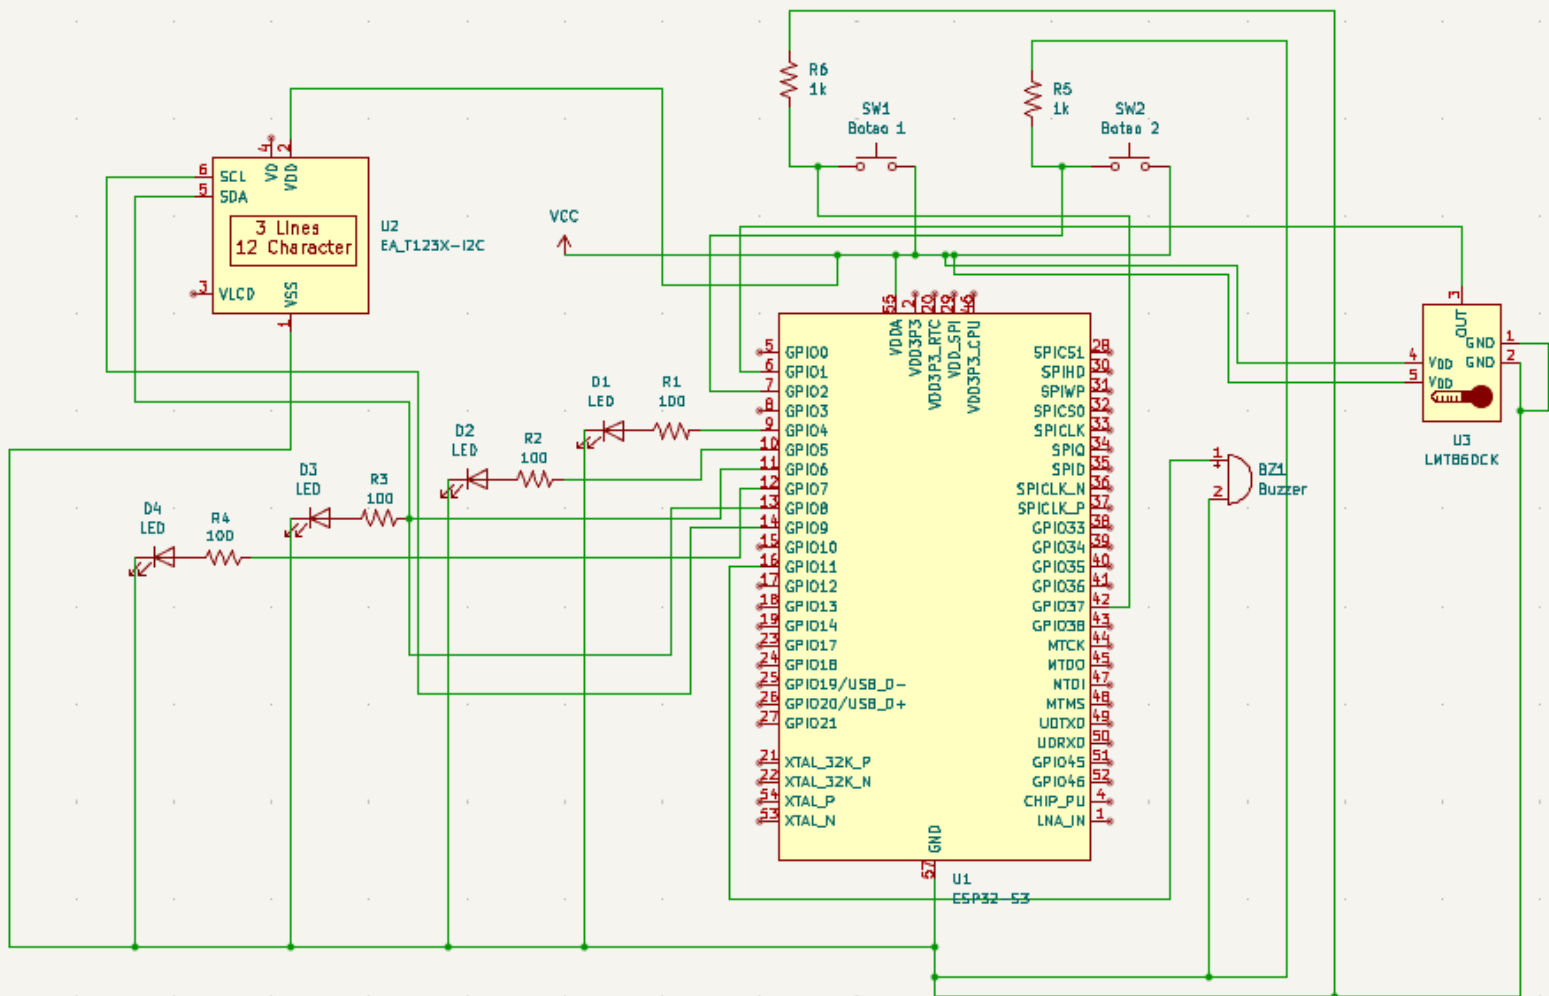 R6
1k
R5
1k
SW1
Botao 1
SW2
Botao 2
4
2
VO
VDD
6
SCL
5
SDA
3 Lines
12 Character
U2
EA_T123X-I2C
3
VLCD
VSS
1
VCC
55
2
20
29
46
VDDA
VDD3P3
VDD3P3_RTC
VDD_SPI
VDD3P3_CPU
3
OUT
GND 1
GND 2
4 VDD
5 VDD
U3
LMT86DCK
5 GPIO0
6 GPIO1
7 GPIO2
8 GPIO3
9 GPIO4
10 GPIO5
11 GPIO6
12 GPIO7
13 GPIO8
14 GPIO9
15 GPIO10
16 GPIO11
17 GPIO12
18 GPIO13
19 GPIO14
23 GPIO17
24 GPIO18
25 GPIO19/USB_D-
26 GPIO20/USB_D+
27 GPIO21
21 XTAL_32K_P
22 XTAL_32K_N
54 XTAL_P
53 XTAL_N
SPICS1 28
SPIHD 30
SPIWP 31
SPICS0 32
SPICLK 33
SPIQ 34
SPID 35
SPICLK_N 36
SPICLK_P 37
GPIO33 38
GPIO34 39
GPIO35 40
GPIO36 41
GPIO37 42
GPIO38 43
MTCK 44
MTDO 45
MTDI 47
MTMS 48
U0TXD 49
U0RXD 50
GPIO45 51
GPIO46 52
CHIP_PU 4
LNA_IN 1
GND
57
U1
ESP32-S3
D1
LED
R1
100
D2
LED
R2
100
D3
LED
R3
100
D4
LED
R4
100
1
+
2
BZ1
Buzzer